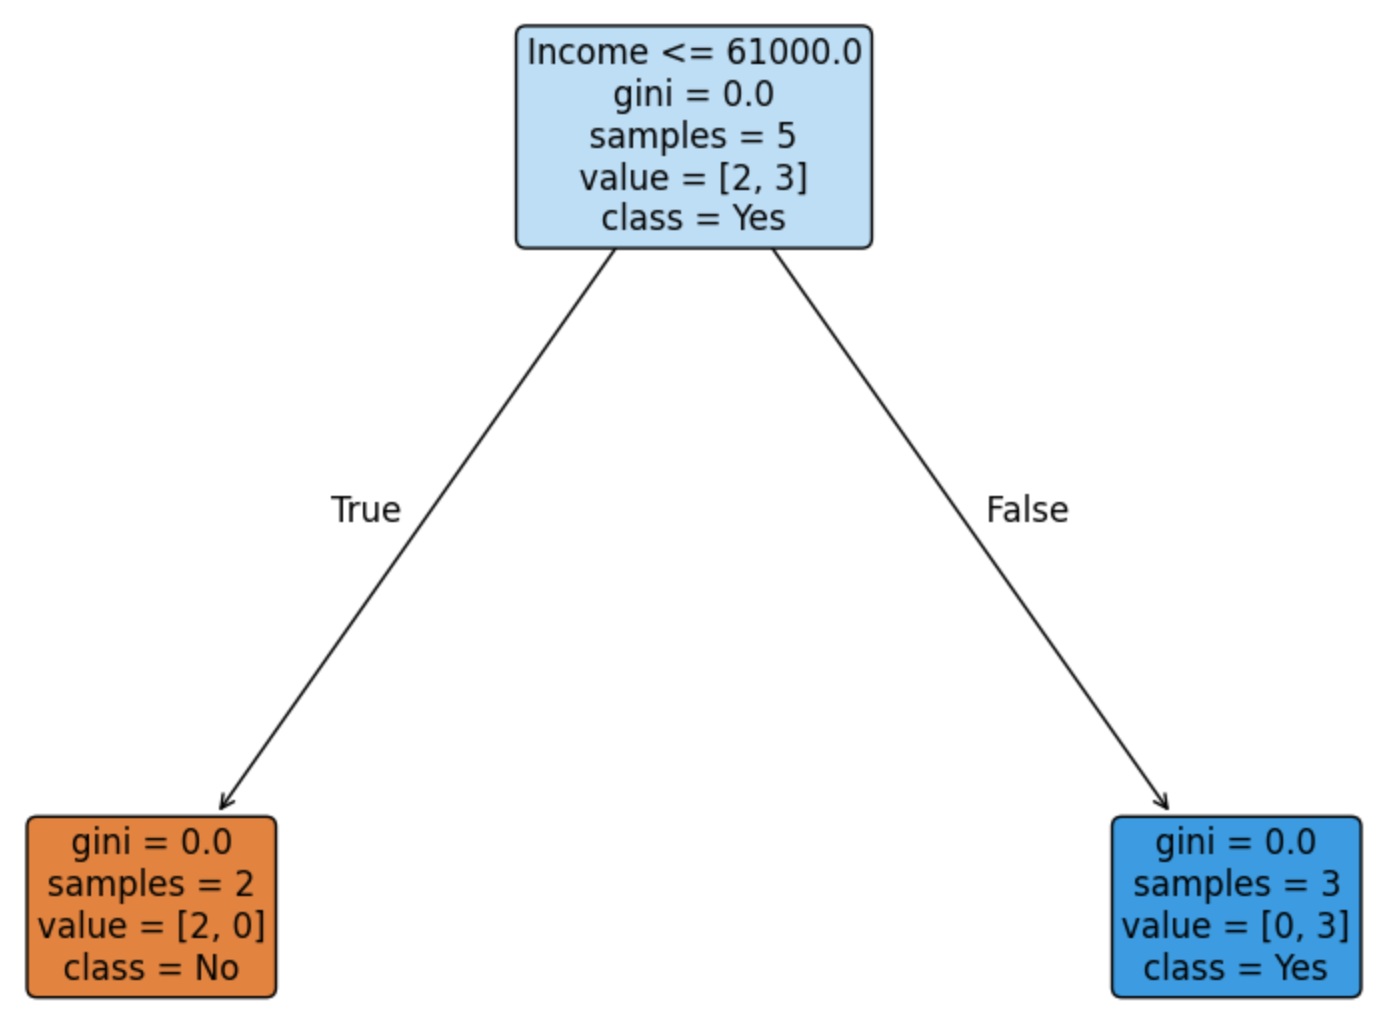 Income <= 61000.0
gini = 0.0
samples = 5
value = [2, 3]
class = Yes
True
False
gini = 0.0
samples = 2
value = [2, 0]
class = No
gini = 0.0
samples = 3
value = [0, 3]
class = Yes